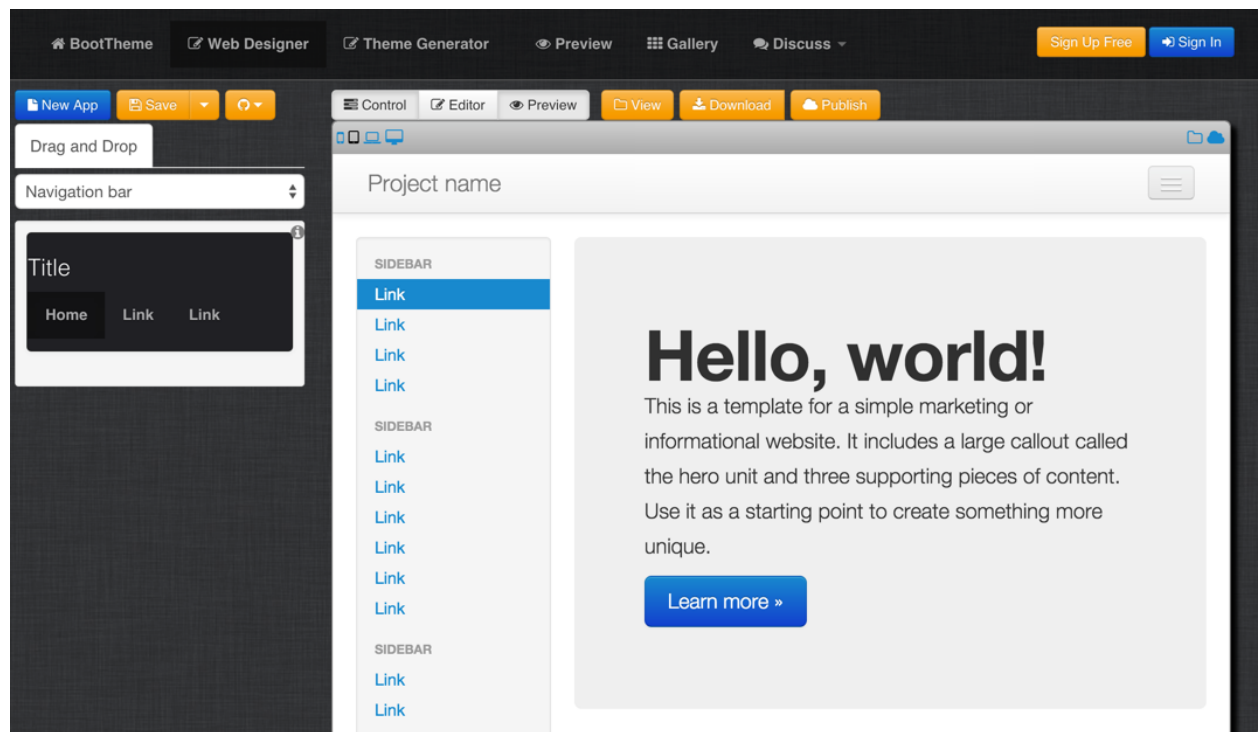 BootTheme Web Designer Theme Generator Preview Gallery Discuss Sign Up Free Sign In
New App Save Control Editor Preview View Download Publish
Drag and Drop
Navigation bar
Title
Home Link Link
Project name
SIDEBAR
Link
Link
Link
Link
SIDEBAR
Link
Link
Link
Link
Link
Link
SIDEBAR
Link
Link
Hello, world!
This is a template for a simple marketing or
informational website. It includes a large callout called
the hero unit and three supporting pieces of content.
Use it as a starting point to create something more
unique.
Learn more »